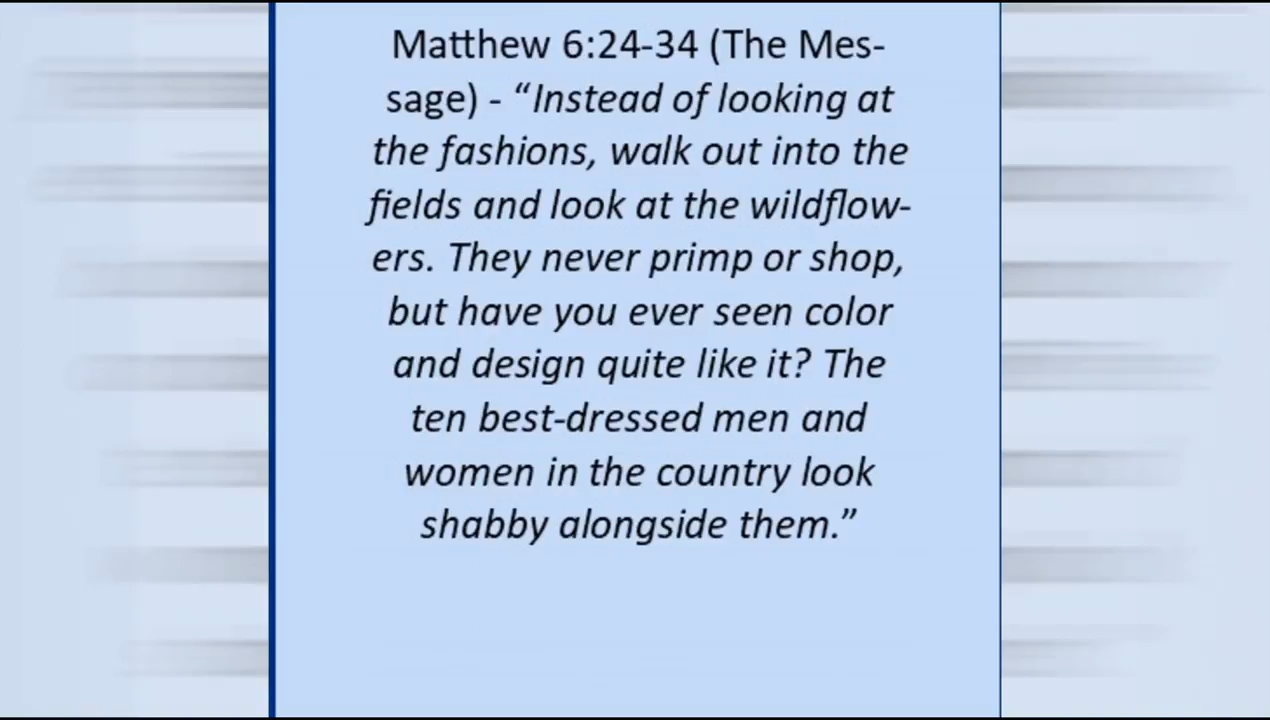 Matthew 6:24-34 (The Mes-
sage) - “Instead of looking at
the fashions, walk out into the
fields and look at the wildflow-
ers. They never primp or shop,
but have you ever seen color
and design quite like it? The
ten best-dressed men and
women in the country look
shabby alongside them.”